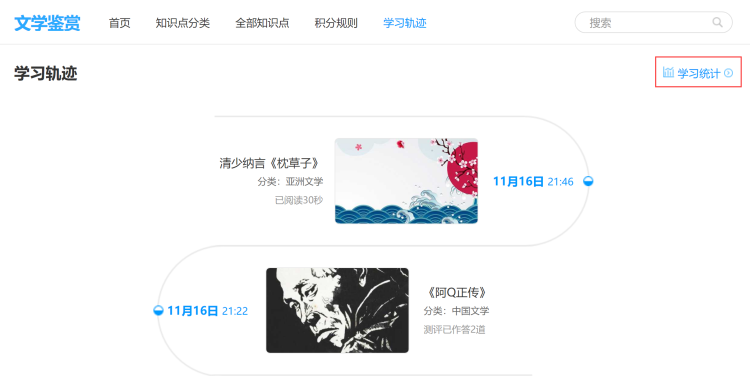 文学鉴赏 首页 知识点分类 全部知识点 积分规则 学习轨迹 搜索
学习轨迹 学习统计
清少纳言《枕草子》
分类：亚洲文学
已阅读30秒
11月16日 21:46
11月16日 21:22
《阿Q正传》
分类：中国文学
测评已作答2道